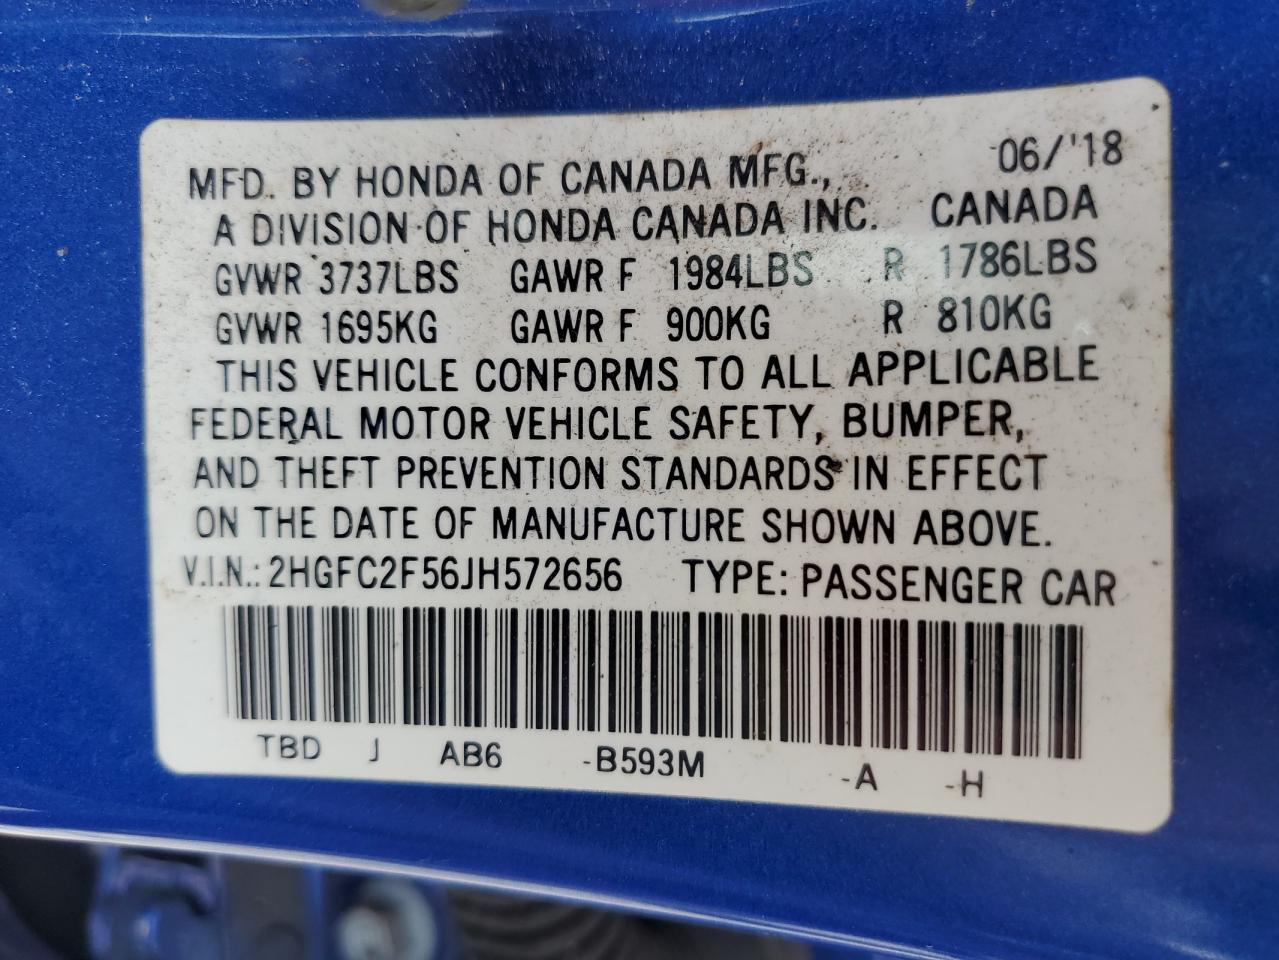 06/'18
MFD. BY HONDA OF CANADA MFG.,
A DIVISION OF HONDA CANADA INC. CANADA
GVWR 3737LBS GAWR F 1984LBS R 1786LBS
GVWR 1695KG GAWR F 900KG R 810KG
THIS VEHICLE CONFORMS TO ALL APPLICABLE
FEDERAL MOTOR VEHICLE SAFETY, BUMPER,
AND THEFT PREVENTION STANDARDS IN EFFECT
ON THE DATE OF MANUFACTURE SHOWN ABOVE.
V.I.N.: 2HGFC2F56JH572656 TYPE: PASSENGER CAR
TBD J AB6 -B593M -A -H